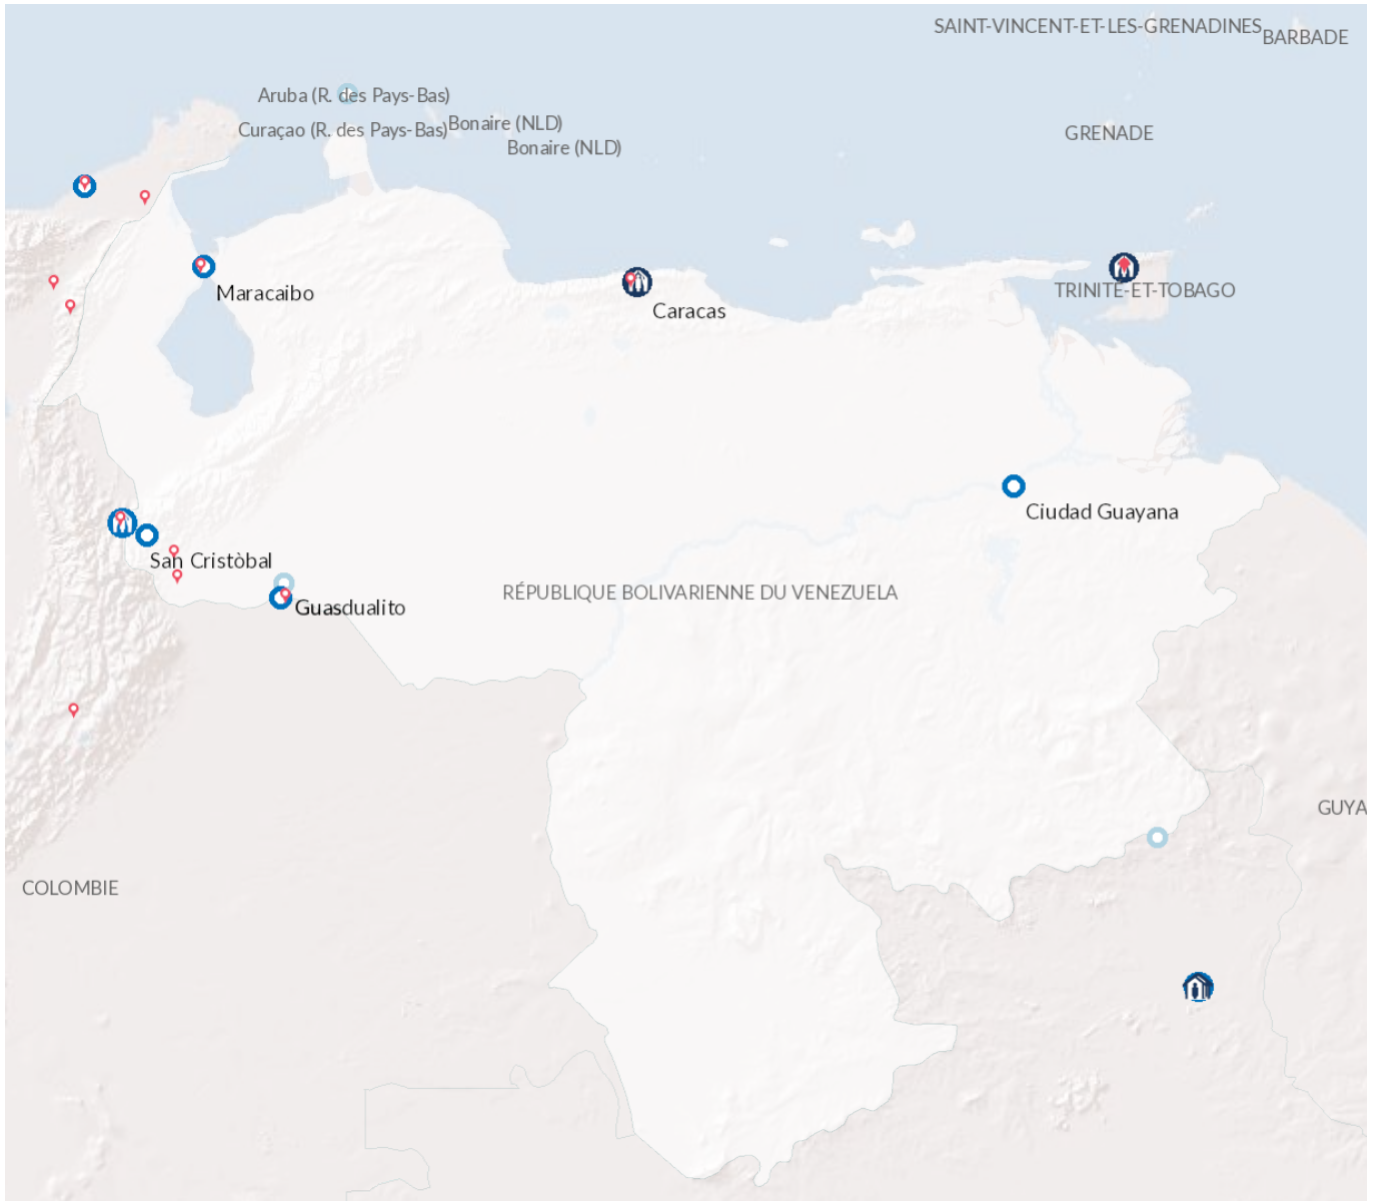 SAINT-VINCENT-ET-LES-GRENADINES
BARBADE
Aruba (R. des Pays-Bas)
Curaçao (R. des Pays-Bas)
Bonaire (NLD)
Bonaire (NLD)
GRENADE
Maracaibo
Caracas
TRINITÉ-ET-TOBAGO
Ciudad Guayana
San Cristòbal
RÉPUBLIQUE BOLIVARIENNE DU VENEZUELA
Guasdualito
GUYA
COLOMBIE